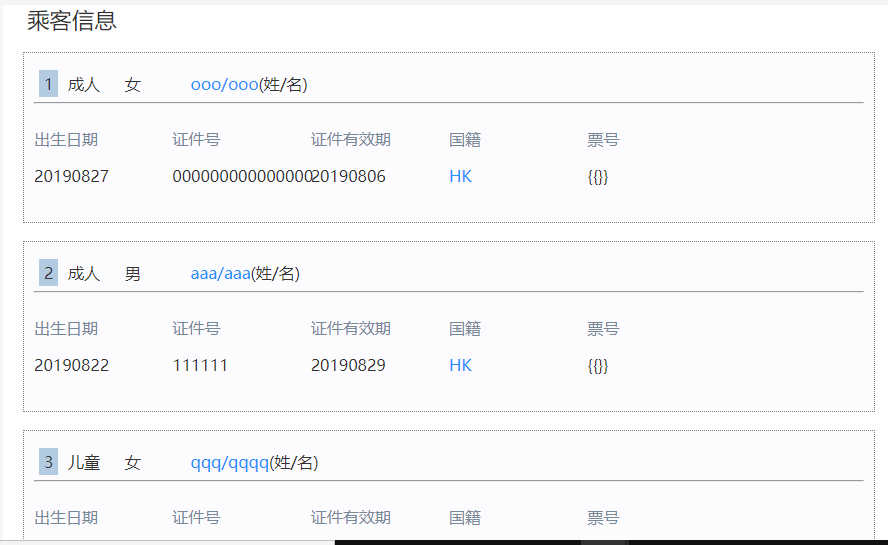 乘客信息
1 成人 女 ooo/ooo(姓/名)
出生日期 证件号 证件有效期 国籍 票号
20190827 000000000000000 20190806 HK {{}}
2 成人 男 aaa/aaa(姓/名)
出生日期 证件号 证件有效期 国籍 票号
20190822 111111 20190829 HK {{}}
3 儿童 女 qqq/qqqq(姓/名)
出生日期 证件号 证件有效期 国籍 票号